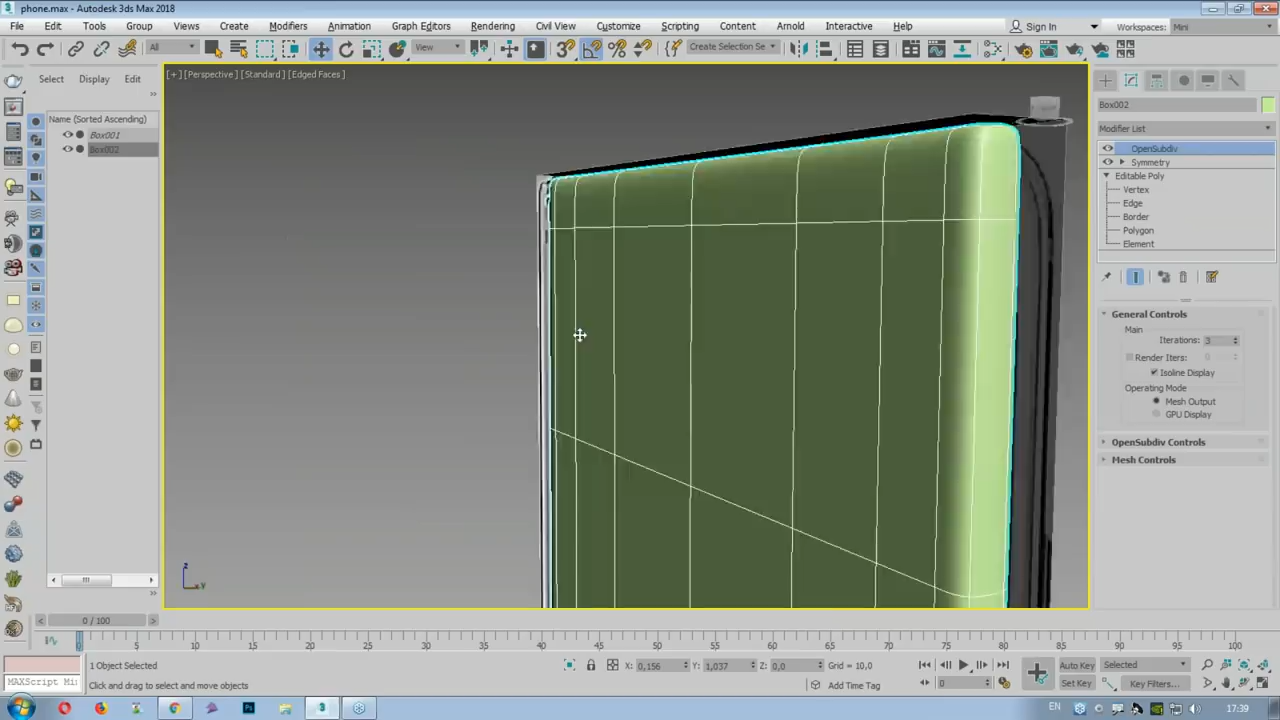 phone.max - Autodesk 3ds Max 2018
File Edit Tools Group Views Create Modifiers Animation Graph Editors Rendering Civil View Customize Scripting Content Arnold Interactive Help Sign In Workspaces: Mini
All View Create Selection Se
Select Display Edit
[+] [Perspective] [Standard] [Edged Faces]
Name (Sorted Ascending)
Box001
Box002
Box002
Modifier List
OpenSubdiv
Symmetry
Editable Poly
Vertex
Edge
Border
Polygon
Element
General Controls
Main
Iterations: 3
Render Iters: 0
Isoline Display
Operating Mode
Mesh Output
GPU Display
OpenSubdiv Controls
Mesh Controls
z
y
0 / 100
0 5 10 15 20 25 30 35 40 45 50 55 60 65 70 75 80 85 90 95 100
1 Object Selected X: 0,156 Y: 1,037 Z: 0,0 Grid = 10,0 Auto Key Selected
MAXScript Mi Click and drag to select and move objects Add Time Tag 0 Set Key Key Filters...
EN 17:39